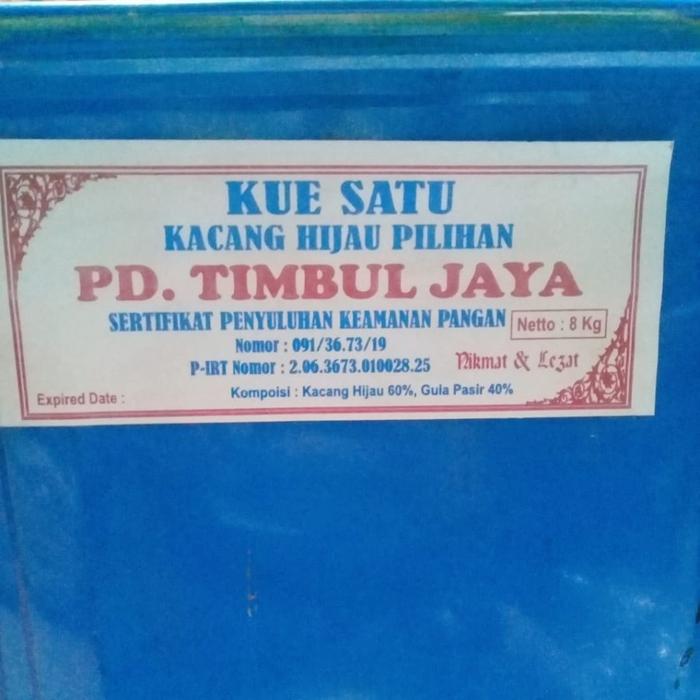 KUE SATU
KACANG HIJAU PILIHAN
PD. TIMBUL JAYA
SERTIFIKAT PENYULUHAN KEAMANAN PANGAN
Netto : 8 Kg
Nomor : 091/36.73/19
P-IRT Nomor : 2.06.3673.010028.25
Nikmat & Lezat
Expired Date :
Kompoisi : Kacang Hijau 60%, Gula Pasir 40%